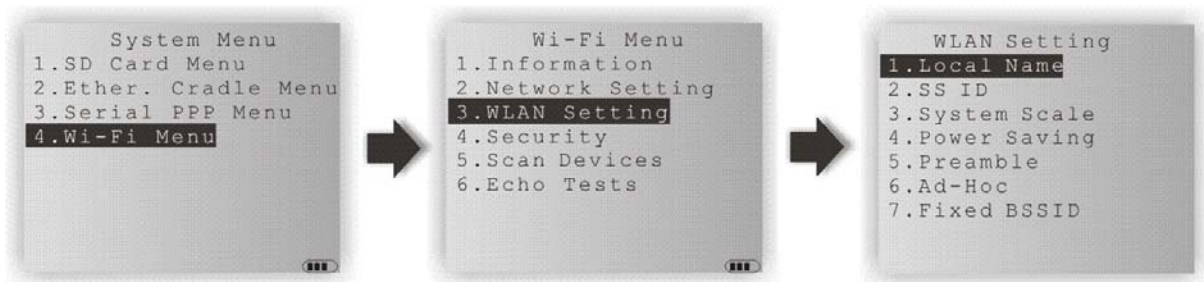 System Menu
1.SD Card Menu
2.Ether. Cradle Menu
3.Serial PPP Menu
4.Wi-Fi Menu
Wi-Fi Menu
1.Information
2.Network Setting
3.WLAN Setting
4.Security
5.Scan Devices
6.Echo Tests
WLAN Setting
1.Local Name
2.SS ID
3.System Scale
4.Power Saving
5.Preamble
6.Ad-Hoc
7.Fixed BSSID